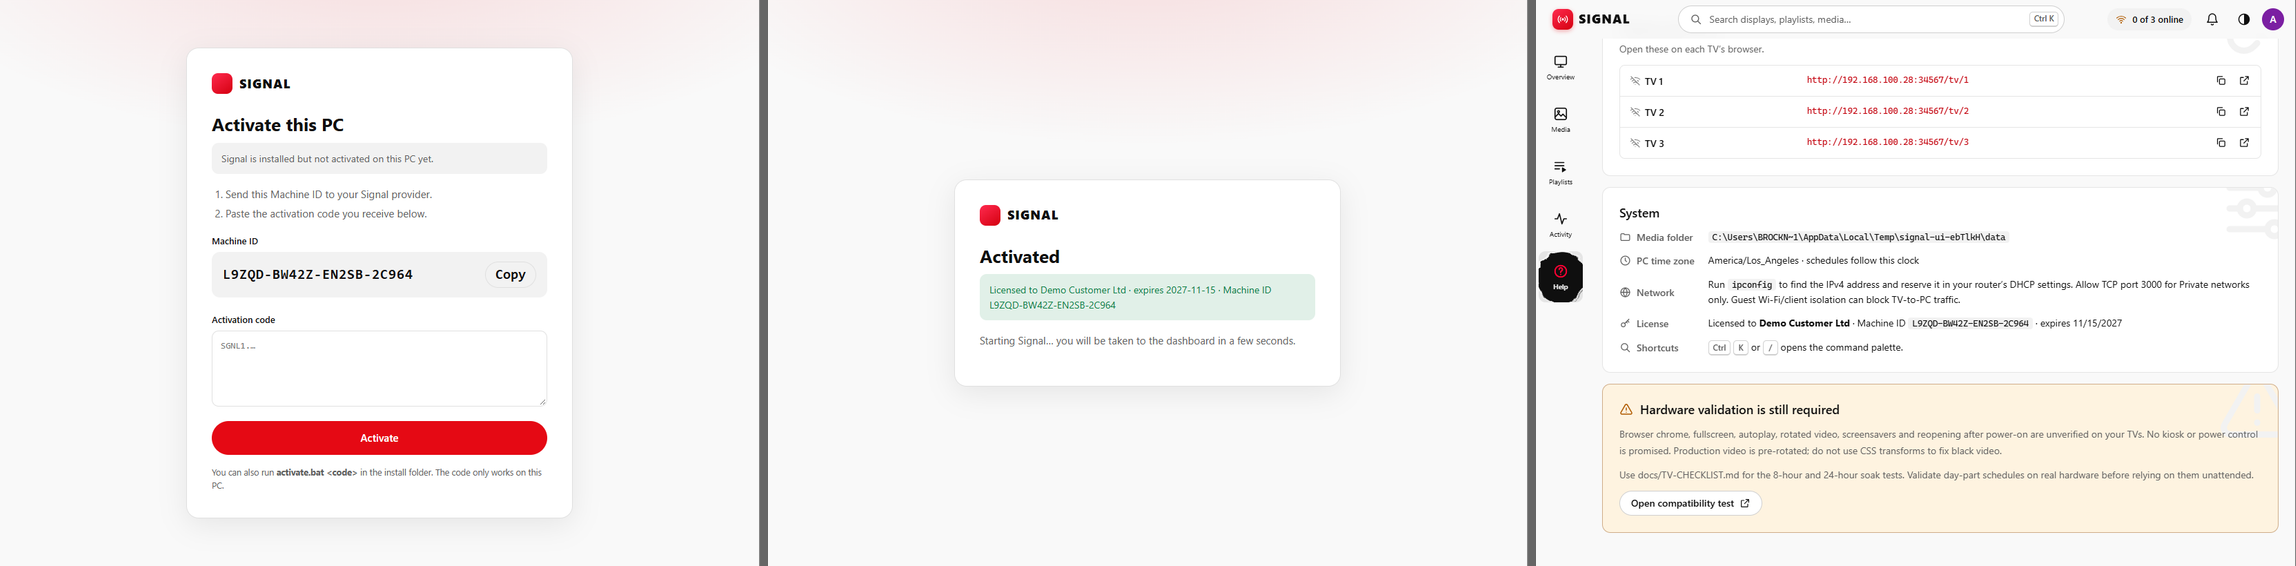 SIGNAL
Activate this PC
Signal is installed but not activated on this PC yet.
1. Send this Machine ID to your Signal provider.
2. Paste the activation code you receive below.
Machine ID
L9ZQD-BW42Z-EN2SB-2C964
Copy
Activation code
SGNL1....
Activate
You can also run activate.bat <code> in the install folder. The code only works on this
PC.
SIGNAL
Activated
Licensed to Demo Customer Ltd · expires 2027-11-15 · Machine ID
L9ZQD-BW42Z-EN2SB-2C964
Starting Signal... you will be taken to the dashboard in a few seconds.
SIGNAL
Search displays, playlists, media...
Ctrl K
0 of 3 online
A
Overview
Media
Playlists
Activity
Help
Open these on each TV's browser.
TV 1 http://192.168.100.28:34567/tv/1
TV 2 http://192.168.100.28:34567/tv/2
TV 3 http://192.168.100.28:34567/tv/3
System
Media folder C:\Users\BROCKN~1\AppData\Local\Temp\signal-ui-ebTlkH\data
PC time zone America/Los_Angeles · schedules follow this clock
Network Run ipconfig to find the IPv4 address and reserve it in your router's DHCP settings. Allow TCP port 3000 for Private networks
only. Guest Wi-Fi/client isolation can block TV-to-PC traffic.
License Licensed to Demo Customer Ltd · Machine ID L9ZQD-BW42Z-EN2SB-2C964 · expires 11/15/2027
Shortcuts Ctrl K or / opens the command palette.
Hardware validation is still required
Browser chrome, fullscreen, autoplay, rotated video, screensavers and reopening after power-on are unverified on your TVs. No kiosk or power control
is promised. Production video is pre-rotated; do not use CSS transforms to fix black video.
Use docs/TV-CHECKLIST.md for the 8-hour and 24-hour soak tests. Validate day-part schedules on real hardware before relying on them unattended.
Open compatibility test